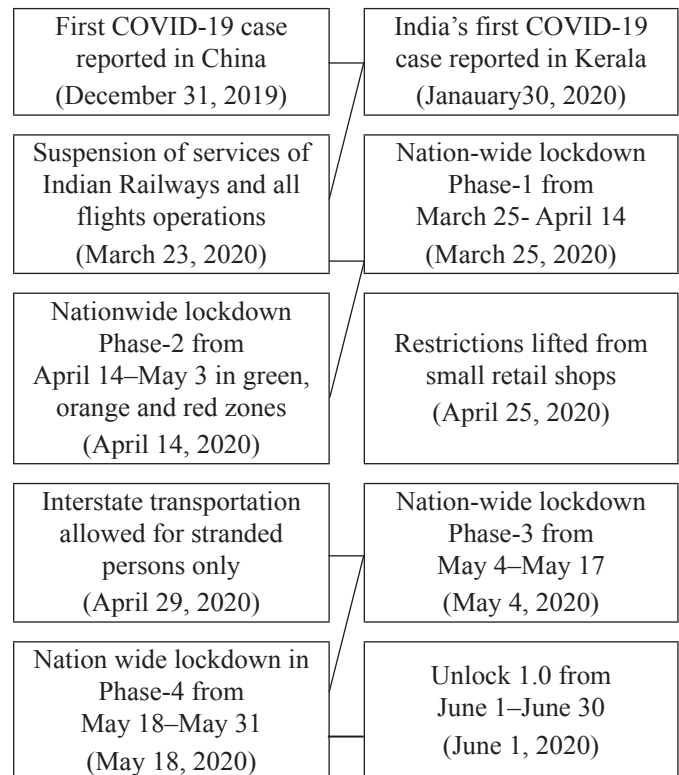 First COVID-19 case
reported in China
(December 31, 2019)
India’s first COVID-19
case reported in Kerala
(Janauary30, 2020)
Suspension of services of
Indian Railways and all
flights operations
(March 23, 2020)
Nation-wide lockdown
Phase-1 from
March 25- April 14
(March 25, 2020)
Nationwide lockdown
Phase-2 from
April 14–May 3 in green,
orange and red zones
(April 14, 2020)
Restrictions lifted from
small retail shops
(April 25, 2020)
Interstate transportation
allowed for stranded
persons only
(April 29, 2020)
Nation-wide lockdown
Phase-3 from
May 4–May 17
(May 4, 2020)
Nation wide lockdown in
Phase-4 from
May 18–May 31
(May 18, 2020)
Unlock 1.0 from
June 1–June 30
(June 1, 2020)